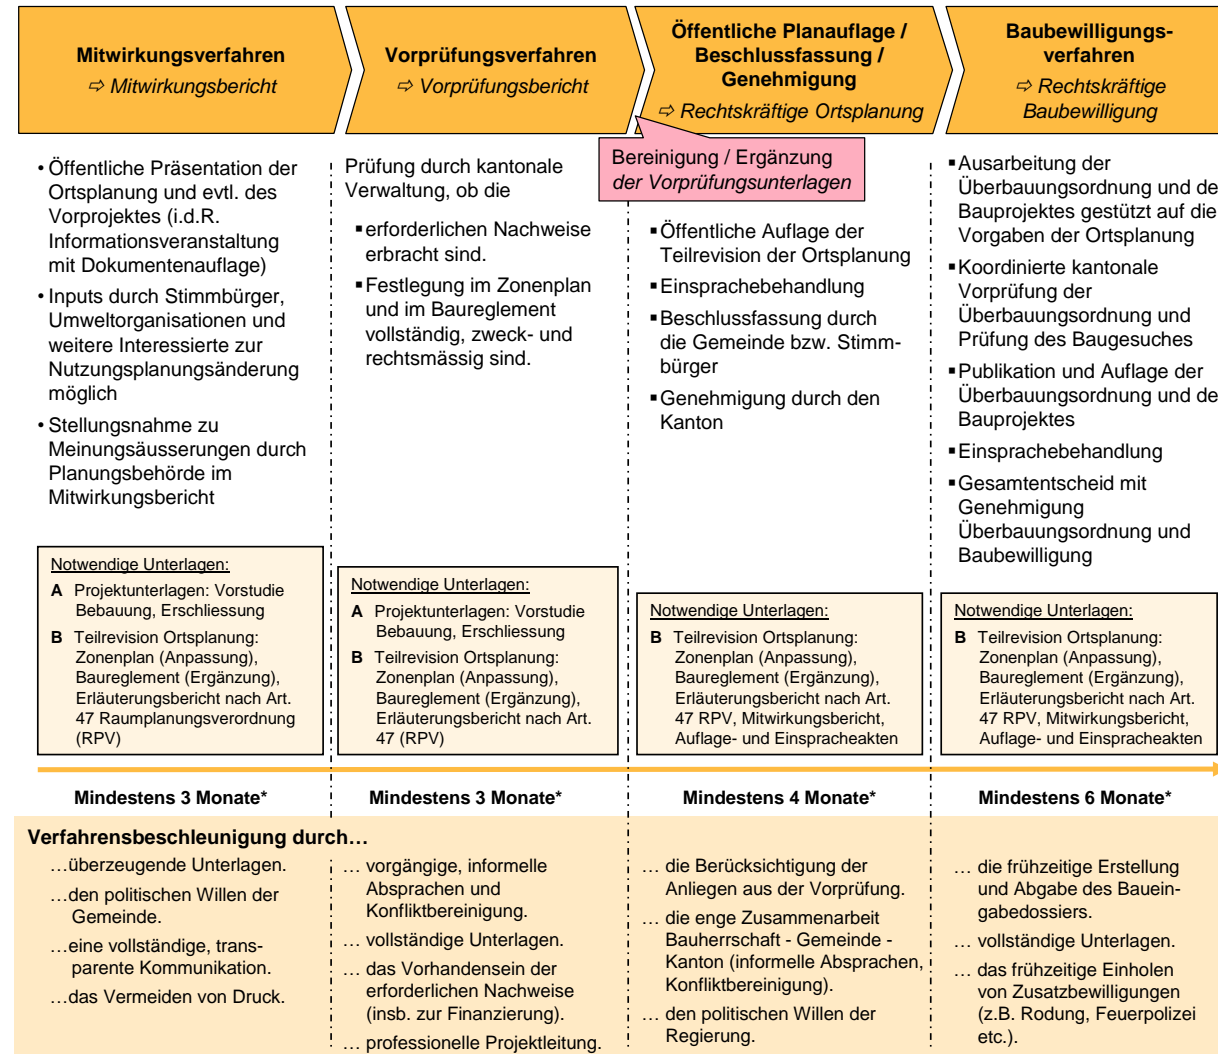 Mitwirkungsverfahren
⇨ Mitwirkungsbericht
Vorprüfungsverfahren
⇨ Vorprüfungsbericht
Öffentliche Planauflage /
Beschlussfassung /
Genehmigung
⇨ Rechtskräftige Ortsplanung
Baubewilligungs-
verfahren
⇨ Rechtskräftige
Baubewilligung
Bereinigung / Ergänzung
der Vorprüfungsunterlagen
• Öffentliche Präsentation der
Ortsplanung und evtl. des
Vorprojektes (i.d.R.
Informationsveranstaltung
mit Dokumentenauflage)
• Inputs durch Stimmbürger,
Umweltorganisationen und
weitere Interessierte zur
Nutzungsplanungsänderung
möglich
• Stellungsnahme zu
Meinungsäusserungen durch
Planungsbehörde im
Mitwirkungsbericht
Notwendige Unterlagen:
A Projektunterlagen: Vorstudie
Bebauung, Erschliessung
B Teilrevision Ortsplanung:
Zonenplan (Anpassung),
Baureglement (Ergänzung),
Erläuterungsbericht nach Art.
47 Raumplanungsverordnung
(RPV)
Prüfung durch kantonale
Verwaltung, ob die
▪ erforderlichen Nachweise
erbracht sind.
▪ Festlegung im Zonenplan
und im Baureglement
vollständig, zweck- und
rechtsmässig sind.
Notwendige Unterlagen:
A Projektunterlagen: Vorstudie
Bebauung, Erschliessung
B Teilrevision Ortsplanung:
Zonenplan (Anpassung),
Baureglement (Ergänzung),
Erläuterungsbericht nach Art.
47 (RPV)
▪ Öffentliche Auflage der
Teilrevision der Ortsplanung
▪ Einsprachebehandlung
▪ Beschlussfassung durch
die Gemeinde bzw. Stimm-
bürger
▪ Genehmigung durch den
Kanton
Notwendige Unterlagen:
B Teilrevision Ortsplanung:
Zonenplan (Anpassung),
Baureglement (Ergänzung),
Erläuterungsbericht nach Art.
47 RPV, Mitwirkungsbericht,
Auflage- und Einspracheakten
▪ Ausarbeitung der
Überbauungsordnung und de
Bauprojektes gestützt auf die
Vorgaben der Ortsplanung
▪ Koordinierte kantonale
Vorprüfung der
Überbauungsordnung und
Prüfung des Baugesuches
▪ Publikation und Auflage der
Überbauungsordnung und de
Bauprojektes
▪ Einsprachebehandlung
▪ Gesamtentscheid mit
Genehmigung
Überbauungsordnung und
Baubewilligung
Notwendige Unterlagen:
B Teilrevision Ortsplanung:
Zonenplan (Anpassung),
Baureglement (Ergänzung),
Erläuterungsbericht nach Art.
47 RPV, Mitwirkungsbericht,
Auflage- und Einspracheakten
Mindestens 3 Monate*
Mindestens 3 Monate*
Mindestens 4 Monate*
Mindestens 6 Monate*
Verfahrensbeschleunigung durch…
…überzeugende Unterlagen.
…den politischen Willen der
Gemeinde.
…eine vollständige, trans-
parente Kommunikation.
…das Vermeiden von Druck.
… vorgängige, informelle
Absprachen und
Konfliktbereinigung.
… vollständige Unterlagen.
… das Vorhandensein der
erforderlichen Nachweise
(insb. zur Finanzierung).
… professionelle Projektleitung.
… die Berücksichtigung der
Anliegen aus der Vorprüfung.
… die enge Zusammenarbeit
Bauherrschaft - Gemeinde -
Kanton (informelle Absprachen,
Konfliktbereinigung).
… den politischen Willen der
Regierung.
… die frühzeitige Erstellung
und Abgabe des Bauein-
gabedossiers.
… vollständige Unterlagen.
… das frühzeitige Einholen
von Zusatzbewilligungen
(z.B. Rodung, Feuerpolizei
etc.).